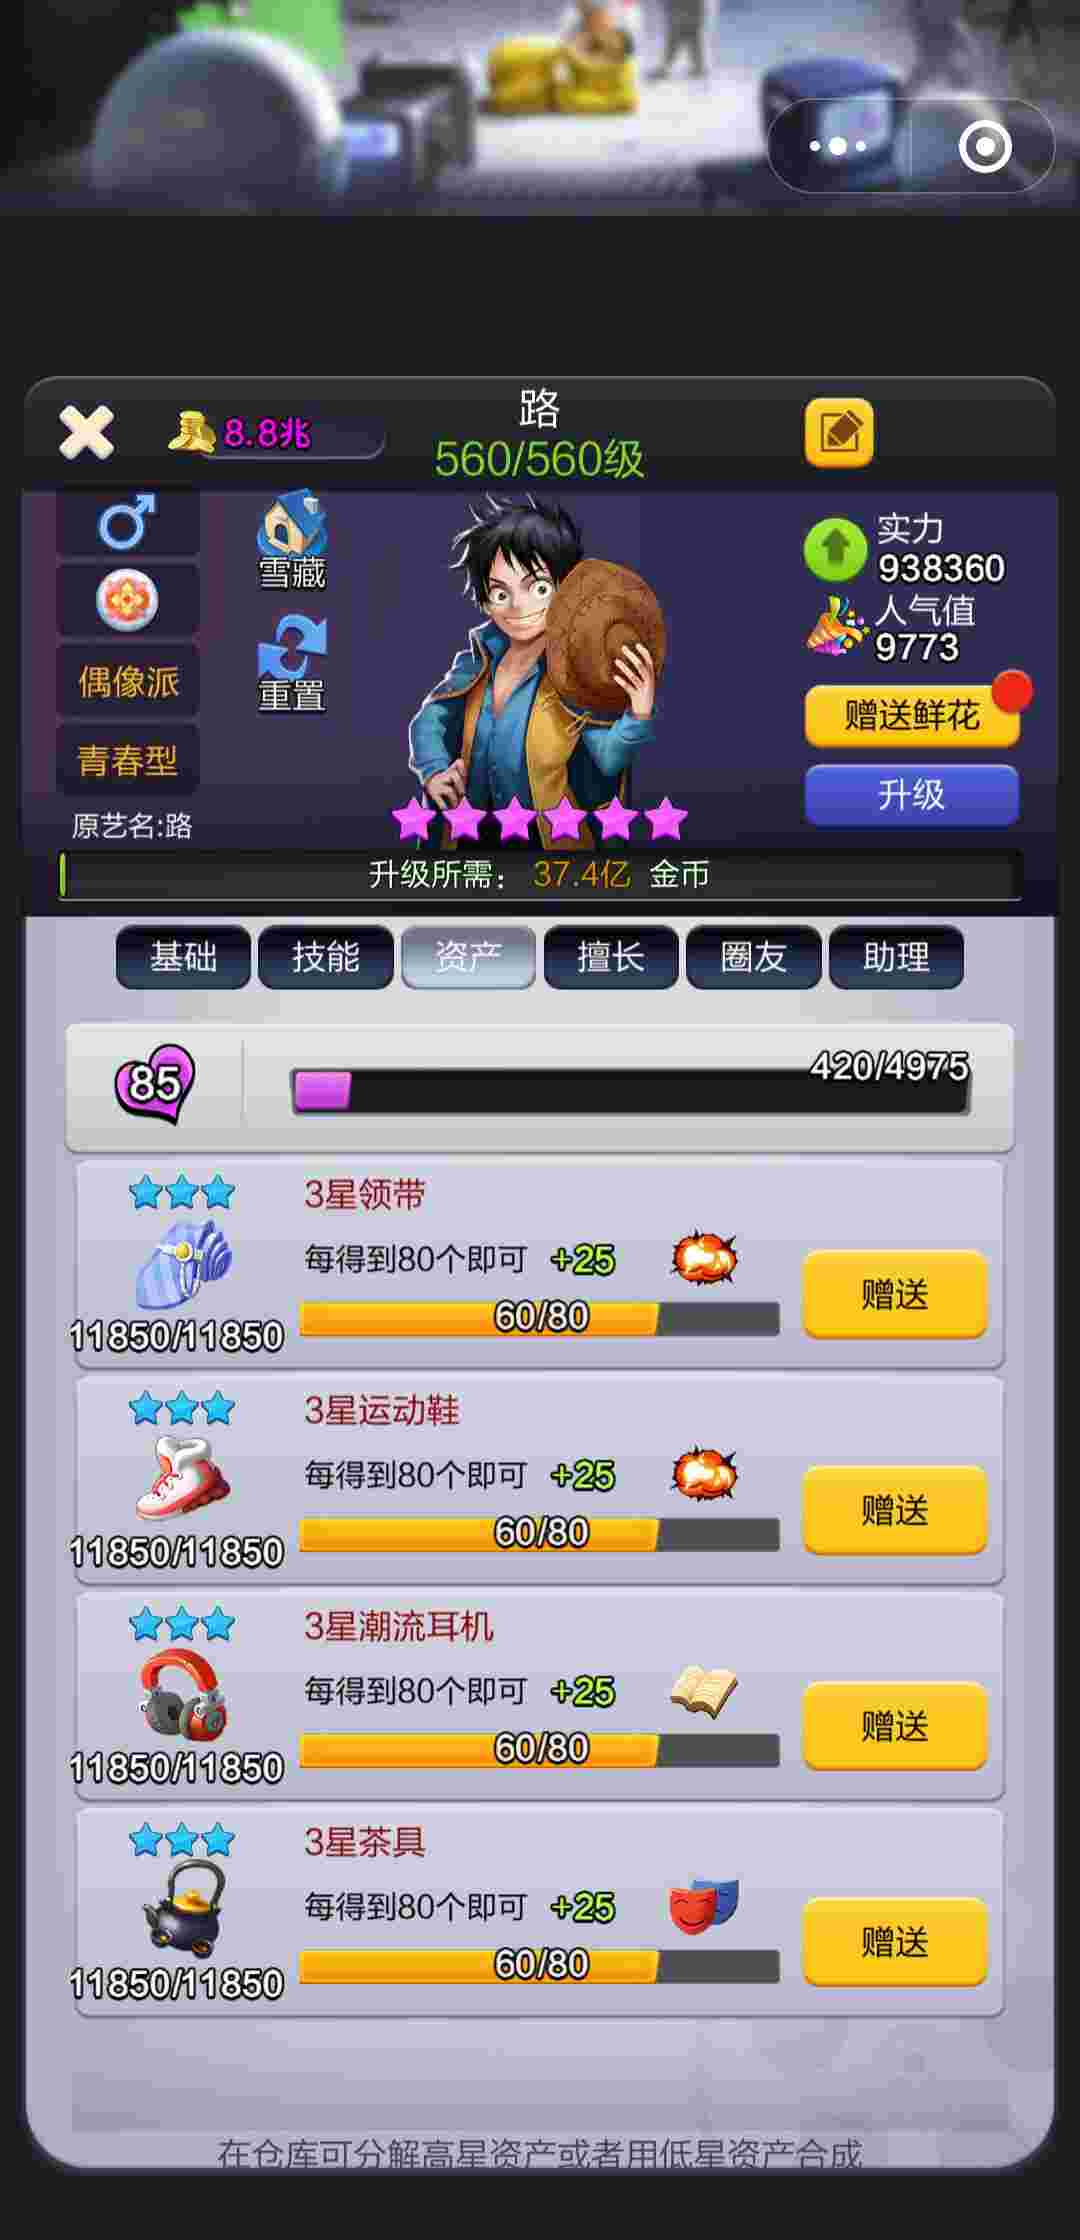 8.8兆
路
560/560级
雪藏
重置
偶像派
青春型
原艺名:路
实力
938360
人气值
9773
赠送鲜花
升级
升级所需： 37.4亿 金币
基础 技能 资产 擅长 圈友 助理
85
420/4975
3星领带
每得到80个即可 +25
60/80
11850/11850
赠送
3星运动鞋
每得到80个即可 +25
60/80
11850/11850
赠送
3星潮流耳机
每得到80个即可 +25
60/80
11850/11850
赠送
3星茶具
每得到80个即可 +25
60/80
11850/11850
赠送
在仓库可分解高星资产或者用低星资产合成